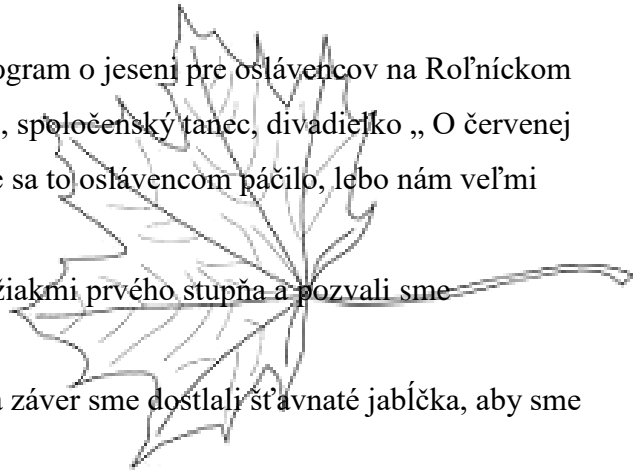 ogram o jeseni pre oslávencov na Roľníckom
, spoločenský tanec, divadielko „ O červenej
e sa to oslávencom páčilo, lebo nám veľmi
žiakmi prvého stupňa a pozvali sme
a záver sme dostlali šťavnaté jabĺčka, aby sme